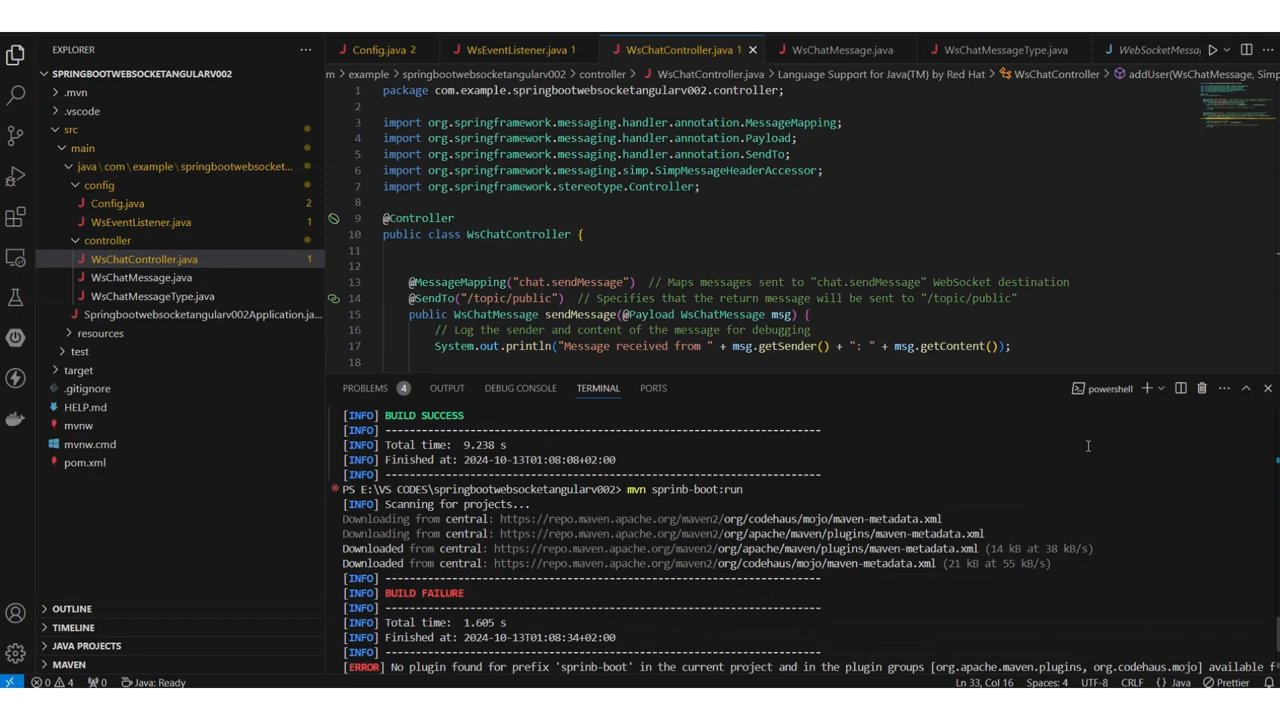 EXPLORER
SPRINGBOOTWEBSOCKETANGULARV002
.mvn
.vscode
src
main
java\com\example\springbootwebsocket...
config
Config.java 2
WsEventListener.java 1
controller
WsChatController.java 1
WsChatMessage.java
WsChatMessageType.java
Springbootwebsocketangularv002Application.ja...
resources
test
target
.gitignore
HELP.md
mvnw
mvnw.cmd
pom.xml
OUTLINE
TIMELINE
JAVA PROJECTS
MAVEN
Config.java 2 WsEventListener.java 1 WsChatController.java 1 WsChatMessage.java WsChatMessageType.java WebSocketMessa
m > example > springbootwebsocketangularv002 > controller > WsChatController.java > Language Support for Java(TM) by Red Hat > WsChatController > addUser(WsChatMessage, Sim
1 package com.example.springbootwebsocketangularv002.controller;
2
3 import org.springframework.messaging.handler.annotation.MessageMapping;
4 import org.springframework.messaging.handler.annotation.Payload;
5 import org.springframework.messaging.handler.annotation.SendTo;
6 import org.springframework.messaging.simp.SimpMessageHeaderAccessor;
7 import org.springframework.stereotype.Controller;
8
9 @Controller
10 public class WsChatController {
11
12
13 @MessageMapping("chat.sendMessage") // Maps messages sent to "chat.sendMessage" WebSocket destination
14 @SendTo("/topic/public") // Specifies that the return message will be sent to "/topic/public"
15 public WsChatMessage sendMessage(@Payload WsChatMessage msg) {
16 // Log the sender and content of the message for debugging
17 System.out.println("Message received from " + msg.getSender() + ": " + msg.getContent());
18
PROBLEMS 4 OUTPUT DEBUG CONSOLE TERMINAL PORTS powershell
[INFO] BUILD SUCCESS
[INFO] ------------------------------------------------------------------------
[INFO] Total time: 9.238 s
[INFO] Finished at: 2024-10-13T01:08:08+02:00
[INFO] ------------------------------------------------------------------------
PS E:\VS CODES\springbootwebsocketangularv002> mvn sprinb-boot:run
[INFO] Scanning for projects...
Downloading from central: https://repo.maven.apache.org/maven2/org/codehaus/mojo/maven-metadata.xml
Downloading from central: https://repo.maven.apache.org/maven2/org/apache/maven/plugins/maven-metadata.xml
Downloaded from central: https://repo.maven.apache.org/maven2/org/apache/maven/plugins/maven-metadata.xml (14 kB at 38 kB/s)
Downloaded from central: https://repo.maven.apache.org/maven2/org/codehaus/mojo/maven-metadata.xml (21 kB at 55 kB/s)
[INFO] ------------------------------------------------------------------------
[INFO] BUILD FAILURE
[INFO] ------------------------------------------------------------------------
[INFO] Total time: 1.605 s
[INFO] Finished at: 2024-10-13T01:08:34+02:00
[INFO] ------------------------------------------------------------------------
[ERROR] No plugin found for prefix 'sprinb-boot' in the current project and in the plugin groups [org.apache.maven.plugins, org.codehaus.mojo] available f
0 4 0 Java: Ready Ln 33, Col 16 Spaces: 4 UTF-8 CRLF {} Java Prettier